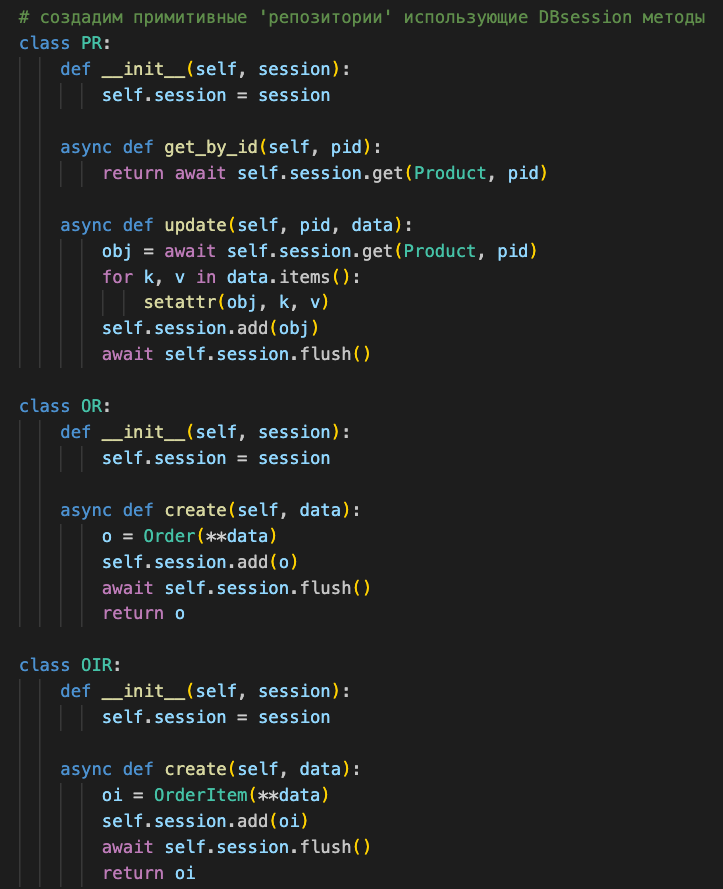 # создадим примитивные 'репозитории' использующие DBsession методы
class PR:
    def __init__(self, session):
        self.session = session

    async def get_by_id(self, pid):
        return await self.session.get(Product, pid)

    async def update(self, pid, data):
        obj = await self.session.get(Product, pid)
        for k, v in data.items():
            setattr(obj, k, v)
        self.session.add(obj)
        await self.session.flush()

class OR:
    def __init__(self, session):
        self.session = session

    async def create(self, data):
        o = Order(**data)
        self.session.add(o)
        await self.session.flush()
        return o

class OIR:
    def __init__(self, session):
        self.session = session

    async def create(self, data):
        oi = OrderItem(**data)
        self.session.add(oi)
        await self.session.flush()
        return oi